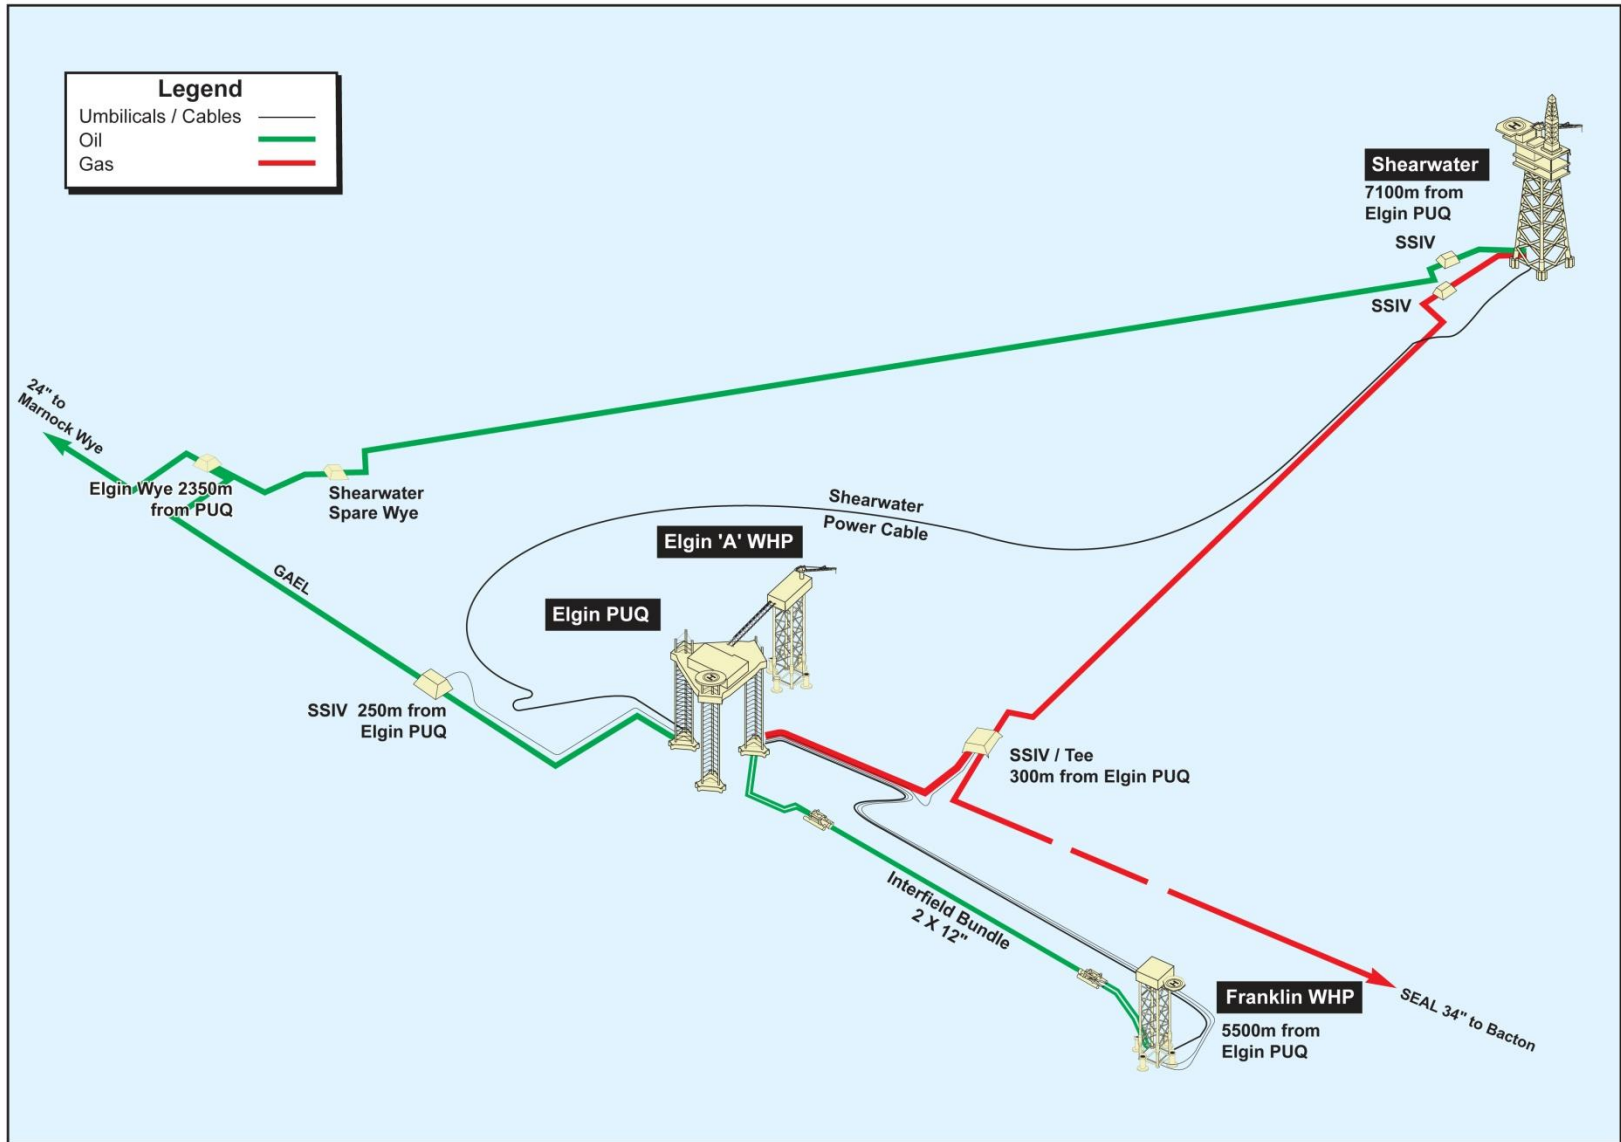 Legend
Umbilicals / Cables
Oil
Gas
Shearwater
7100m from
Elgin PUQ
SSIV
SSIV
24" to
Marnock Wye
Elgin Wye 2350m
from PUQ
Shearwater
Spare Wye
Shearwater
Power Cable
Elgin 'A' WHP
Elgin PUQ
GAEL
SSIV 250m from
Elgin PUQ
SSIV / Tee
300m from Elgin PUQ
Interfield Bundle
2 X 12"
Franklin WHP
5500m from
Elgin PUQ
SEAL 34" to Bacton
H
H
H